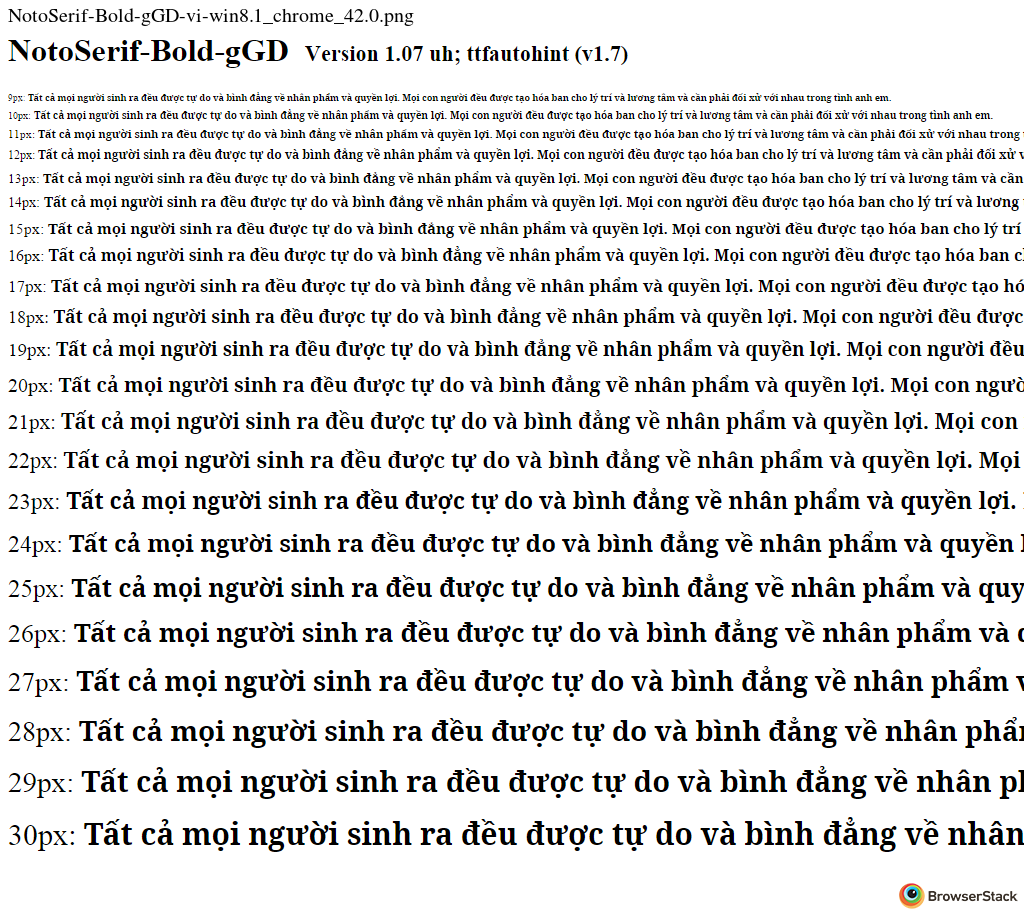 NotoSerif-Bold-gGD-vi-win8.1_chrome_42.0.png
NotoSerif-Bold-gGD Version 1.07 uh; ttfautohint (v1.7)
9px: Tất cả mọi người sinh ra đều được tự do và bình đẳng về nhân phẩm và quyền lợi. Mọi con người đều được tạo hóa ban cho lý trí và lương tâm và cần phải đối xử với nhau trong tình anh em.
10px: Tất cả mọi người sinh ra đều được tự do và bình đẳng về nhân phẩm và quyền lợi. Mọi con người đều được tạo hóa ban cho lý trí và lương tâm và cần phải đối xử với nhau trong tình anh em.
11px: Tất cả mọi người sinh ra đều được tự do và bình đẳng về nhân phẩm và quyền lợi. Mọi con người đều được tạo hóa ban cho lý trí và lương tâm và cần phải đối xử với nhau trong
12px: Tất cả mọi người sinh ra đều được tự do và bình đẳng về nhân phẩm và quyền lợi. Mọi con người đều được tạo hóa ban cho lý trí và lương tâm và cần phải đối xử
13px: Tất cả mọi người sinh ra đều được tự do và bình đẳng về nhân phẩm và quyền lợi. Mọi con người đều được tạo hóa ban cho lý trí và lương tâm và cần
14px: Tất cả mọi người sinh ra đều được tự do và bình đẳng về nhân phẩm và quyền lợi. Mọi con người đều được tạo hóa ban cho lý trí và lương
15px: Tất cả mọi người sinh ra đều được tự do và bình đẳng về nhân phẩm và quyền lợi. Mọi con người đều được tạo hóa ban cho lý trí
16px: Tất cả mọi người sinh ra đều được tự do và bình đẳng về nhân phẩm và quyền lợi. Mọi con người đều được tạo hóa ban
17px: Tất cả mọi người sinh ra đều được tự do và bình đẳng về nhân phẩm và quyền lợi. Mọi con người đều được tạo
18px: Tất cả mọi người sinh ra đều được tự do và bình đẳng về nhân phẩm và quyền lợi. Mọi con người đều được
19px: Tất cả mọi người sinh ra đều được tự do và bình đẳng về nhân phẩm và quyền lợi. Mọi con người đều
20px: Tất cả mọi người sinh ra đều được tự do và bình đẳng về nhân phẩm và quyền lợi. Mọi con
21px: Tất cả mọi người sinh ra đều được tự do và bình đẳng về nhân phẩm và quyền lợi. Mọi con
22px: Tất cả mọi người sinh ra đều được tự do và bình đẳng về nhân phẩm và quyền lợi. Mọi
23px: Tất cả mọi người sinh ra đều được tự do và bình đẳng về nhân phẩm và quyền lợi.
24px: Tất cả mọi người sinh ra đều được tự do và bình đẳng về nhân phẩm và quyền
25px: Tất cả mọi người sinh ra đều được tự do và bình đẳng về nhân phẩm và
26px: Tất cả mọi người sinh ra đều được tự do và bình đẳng về nhân phẩm và
27px: Tất cả mọi người sinh ra đều được tự do và bình đẳng về nhân phẩm
28px: Tất cả mọi người sinh ra đều được tự do và bình đẳng về nhân
29px: Tất cả mọi người sinh ra đều được tự do và bình đẳng về nhân
30px: Tất cả mọi người sinh ra đều được tự do và bình đẳng về nhân
BrowserStack